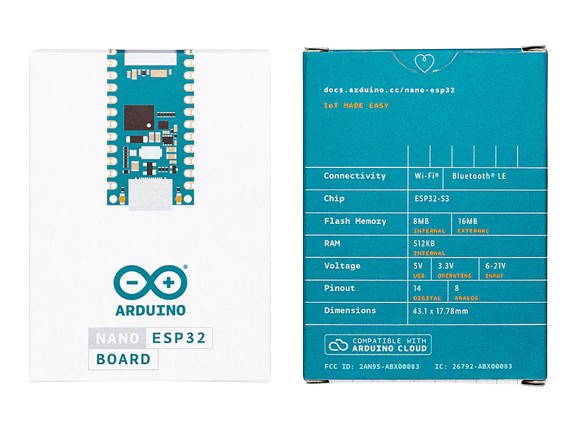 ARDUINO
NANO ESP32
BOARD
docs.arduino.cc/nano-esp32
IoT MADE EASY
Connectivity Wi-Fi® Bluetooth® LE
Chip ESP32-S3
Flash Memory 8MB 16MB
INTERNAL EXTERNAL
RAM 512KB
INTERNAL
Voltage 5V 3.3V 6-21V
USB OPERATING INPUT
Pinout 14 8
DIGITAL ANALOG
Dimensions 43.1 x 17.78mm
COMPATIBLE WITH
ARDUINO CLOUD
FCC ID: 2AN9S-ABX00083 IC: 26792-ABX00083